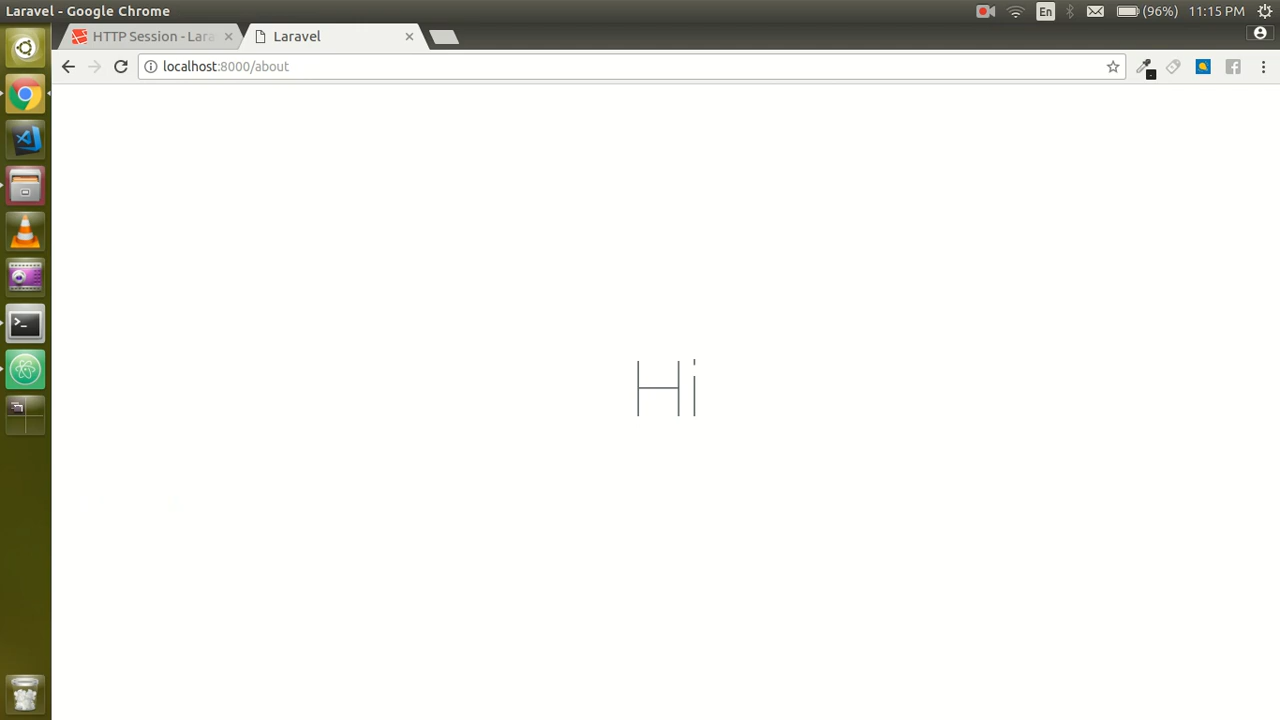 Laravel - Google Chrome
En
(96%)
11:15 PM
HTTP Session - Lara
Laravel
localhost:8000/about
Hi